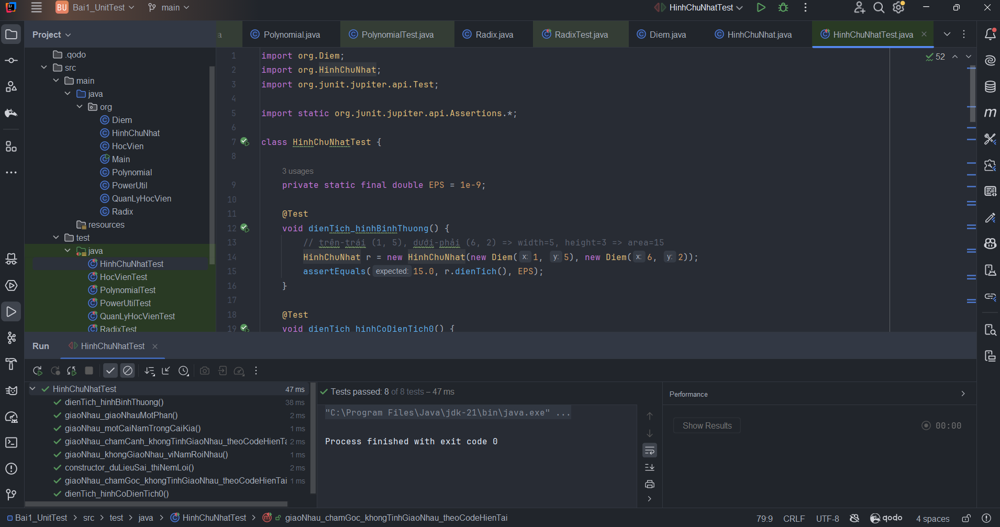 BU Bai1_UnitTest main HinhChuNhatTest
Project
a Polynomial.java PolynomialTest.java Radix.java RadixTest.java Diem.java HinhChuNhat.java HinhChuNhatTest.java
.qodo
src
main
java
org
Diem
HinhChuNhat
HocVien
Main
Polynomial
PowerUtil
QuanLyHocVien
Radix
resources
test
java
HinhChuNhatTest
HocVienTest
PolynomialTest
PowerUtilTest
QuanLyHocVienTest
RadixTest
52
1 import org.Diem;
2 import org.HinhChuNhat;
3 import org.junit.jupiter.api.Test;
4
5 import static org.junit.jupiter.api.Assertions.*;
6
7 class HinhChuNhatTest {
8
3 usages
9 private static final double EPS = 1e-9;
10
11 @Test
12 void dienTich_hinhBinhThuong() {
13 // trên-trái (1, 5), dưới-phải (6, 2) => width=5, height=3 => area=15
14 HinhChuNhat r = new HinhChuNhat(new Diem( x: 1, y: 5), new Diem( x: 6, y: 2));
15 assertEquals( expected: 15.0, r.dienTich(), EPS);
16 }
17
18 @Test
19 void dienTich_hinhCoDienTich0() {
Run HinhChuNhatTest
HinhChuNhatTest 47 ms
dienTich_hinhBinhThuong() 38 ms
giaoNhau_giaoNhauMotPhan() 2 ms
giaoNhau_motCaiNamTrongCaiKia() 1 ms
giaoNhau_chamCanh_khongTinhGiaoNhau_theoCodeHienTa 2 ms
giaoNhau_khongGiaoNhau_viNamRoiNhau() 1 ms
constructor_duLieuSai_thiNemLoi() 2 ms
giaoNhau_chamGoc_khongTinhGiaoNhau_theoCodeHienTai 1 ms
dienTich_hinhCoDienTich0()
Tests passed: 8 of 8 tests – 47 ms
"C:\Program Files\Java\jdk-21\bin\java.exe" ...
Process finished with exit code 0
Performance
Show Results 00:00
Bai1_UnitTest > src > test > java > HinhChuNhatTest > giaoNhau_chamGoc_khongTinhGiaoNhau_theoCodeHienTai
79:9 CRLF UTF-8 qodo 4 spaces